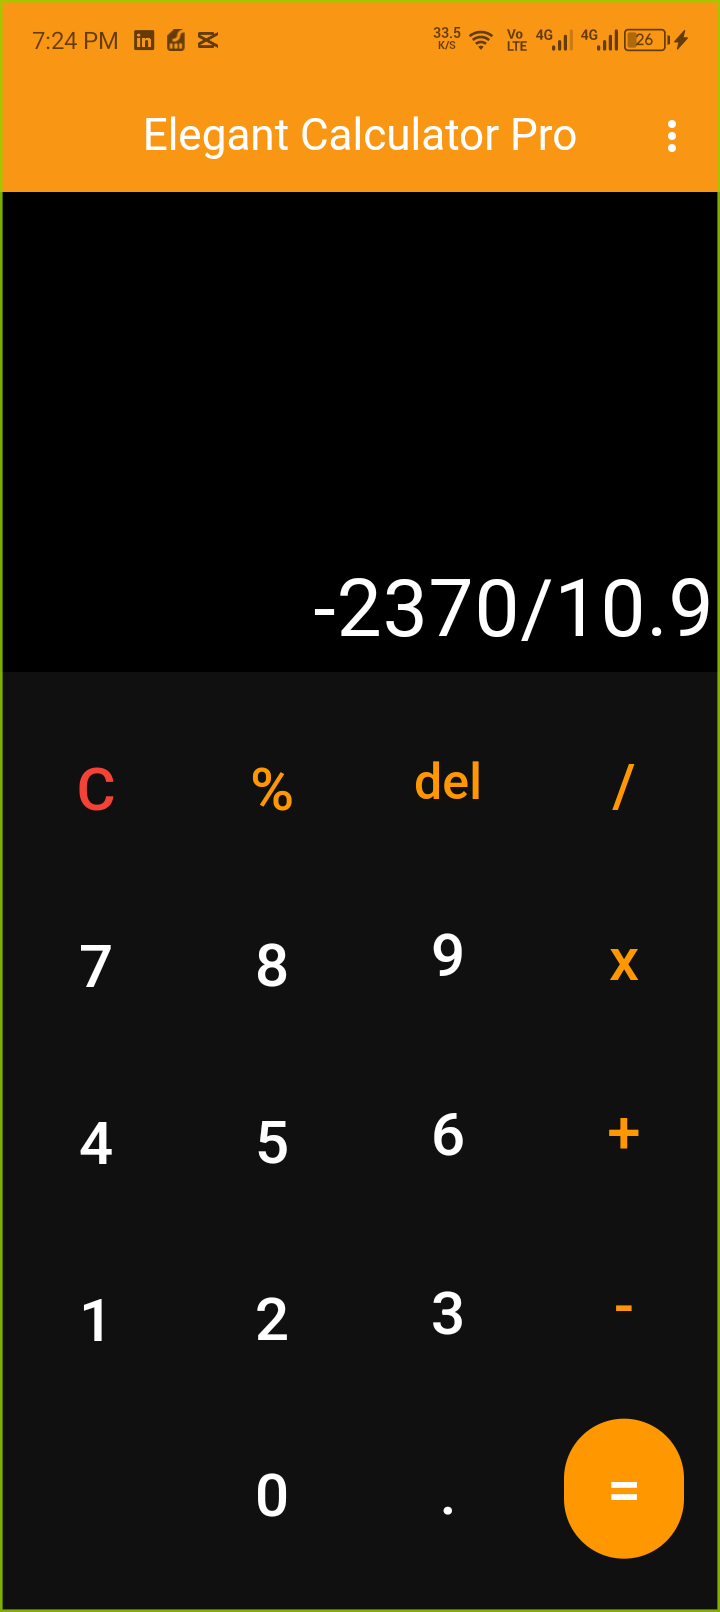 7:24 PM in 33.5 K/S Vo LTE 4G 4G 26
Elegant Calculator Pro
-2370/10.9
C % del /
7 8 9 x
4 5 6 +
1 2 3 -
0 . =